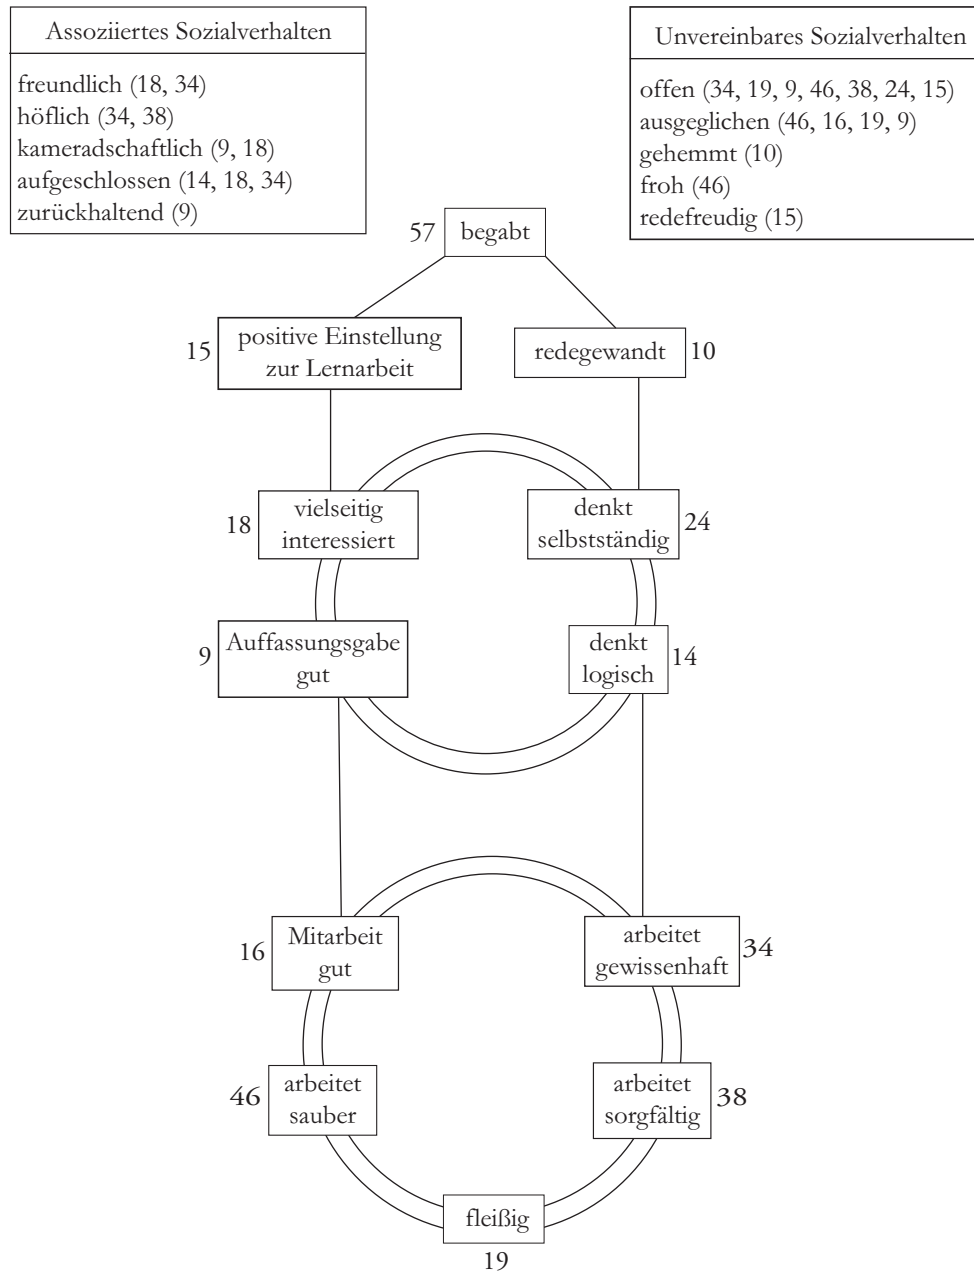 Assoziiertes Sozialverhalten
freundlich (18, 34)
höflich (34, 38)
kameradschaftlich (9, 18)
aufgeschlossen (14, 18, 34)
zurückhaltend (9)
Unvereinbares Sozialverhalten
offen (34, 19, 9, 46, 38, 24, 15)
ausgeglichen (46, 16, 19, 9)
gehemmt (10)
froh (46)
redefreudig (15)
57 begabt
15
positive Einstellung
zur Lernarbeit
redegewandt 10
18
vielseitig
interessiert
denkt
selbstständig
24
9
Auffassungsgabe
gut
denkt
logisch
14
16
Mitarbeit
gut
arbeitet
gewissenhaft
34
46
arbeitet
sauber
arbeitet
sorgfältig
38
fleißig
19